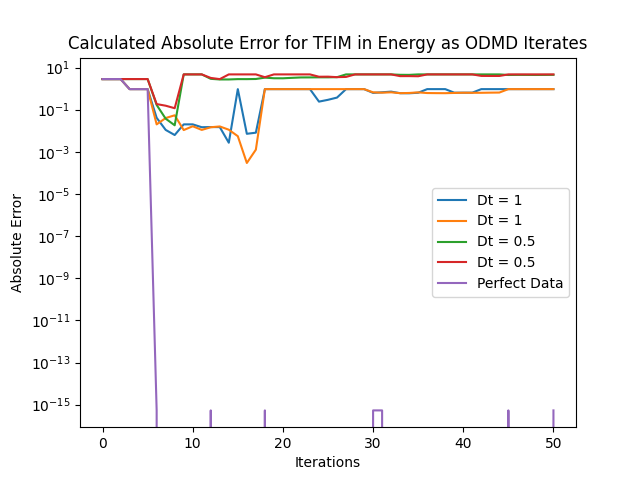 Calculated Absolute Error for TFIM in Energy as ODMD Iterates
10^1
10^-1
10^-3
10^-5
10^-7
10^-9
10^-11
10^-13
10^-15
Absolute Error
Dt = 1
Dt = 1
Dt = 0.5
Dt = 0.5
Perfect Data
0 10 20 30 40 50
Iterations